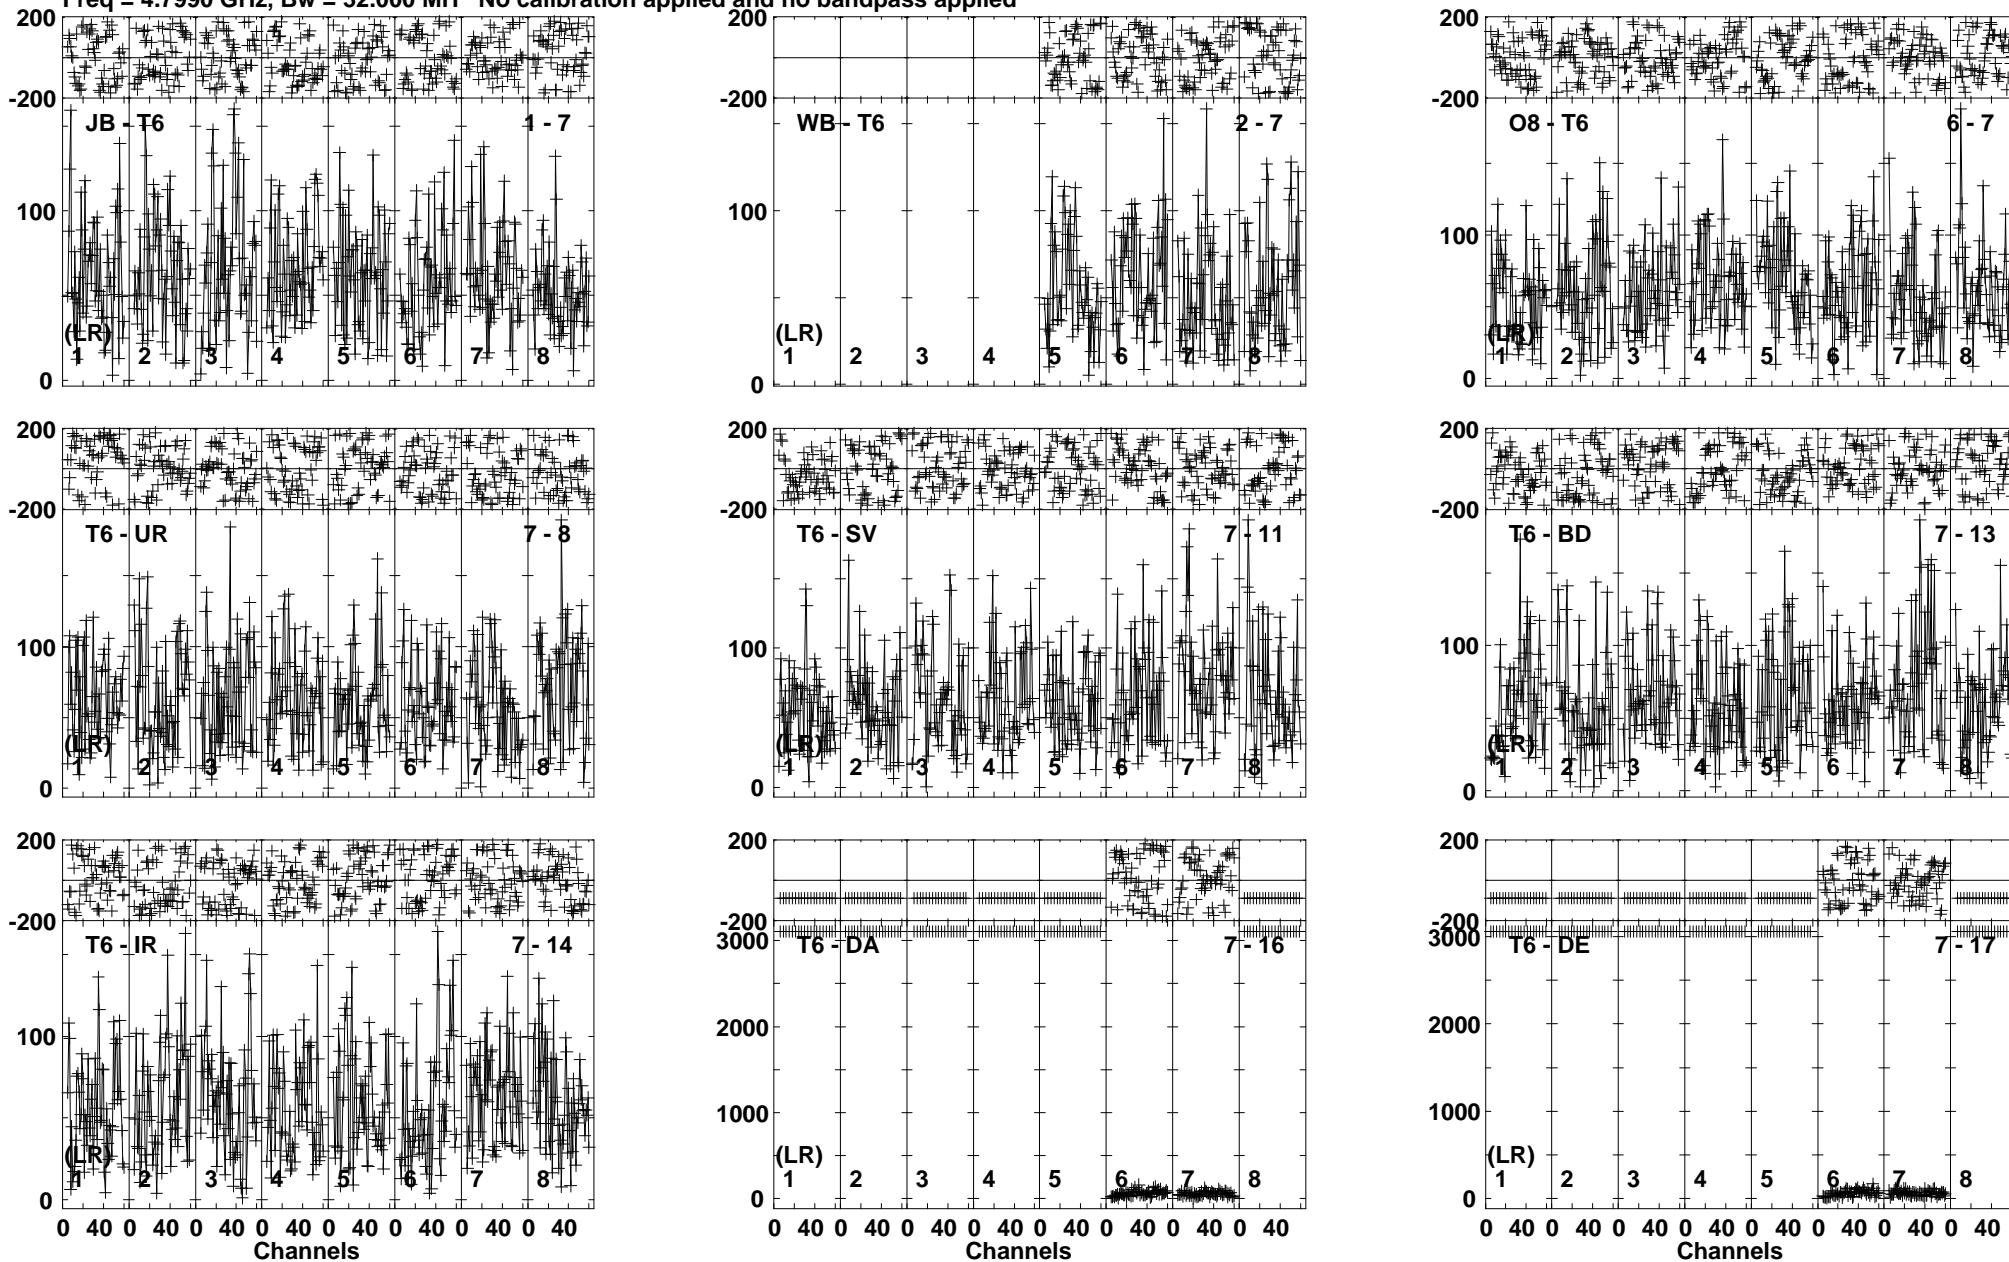 Freq = 4.7990 GHz, Bw = 32.000 MH No calibration applied and no bandpass applied
200 200 200
-200 -200 -200
JB - T6 1 - 7 WB - T6 2 - 7 O8 - T6 6 - 7
100 100 100
(LR) (LR) (LR)
1 2 3 4 5 6 7 8 1 2 3 4 5 6 7 8 1 2 3 4 5 6 7 8
0 0 0
200 200 200
-200 -200 -200
T6 - UR 7 - 8 T6 - SV 7 - 11 T6 - BD 7 - 13
100 100 100
(LR) (LR) (LR)
1 2 3 4 5 6 7 8 1 2 3 4 5 6 7 8 1 2 3 4 5 6 7 8
0 0 0
200 200 200
-200 -200 -200
T6 - IR 7 - 14 3000 T6 - DA 7 - 16 3000 T6 - DE 7 - 17
100 2000 2000
1000 1000
(LR) (LR) (LR)
1 2 3 4 5 6 7 8 1 2 3 4 5 6 7 8 1 2 3 4 5 6 7 8
0 0 0
0 40 0 40 0 40 0 40 0 40 0 40 0 40 0 40 0 40 0 40 0 40 0 40 0 40 0 40 0 40 0 40 0 40 0 40 0 40 0 40 0 40 0 40 0 40 0 40
Channels Channels Channels